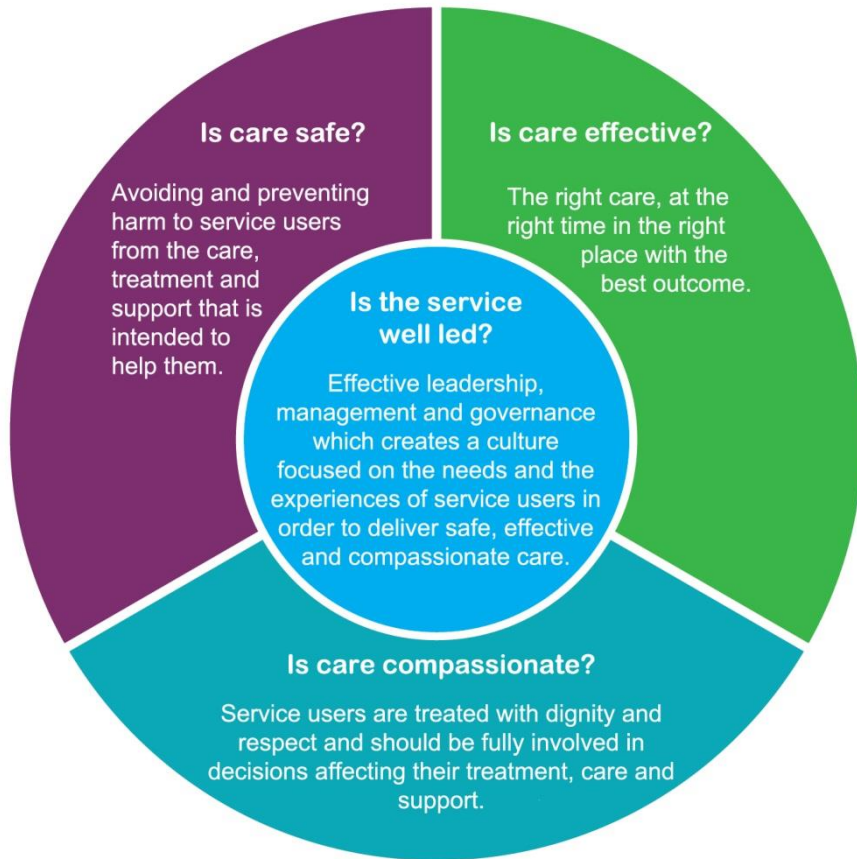 Is care safe?
Avoiding and preventing
harm to service users
from the care,
treatment and
support that is
intended to
help them.
Is care effective?
The right care, at the
right time in the right
place with the
best outcome.
Is the service
well led?
Effective leadership,
management and governance
which creates a culture
focused on the needs and the
experiences of service users in
order to deliver safe, effective
and compassionate care.
Is care compassionate?
Service users are treated with dignity and
respect and should be fully involved in
decisions affecting their treatment, care and
support.